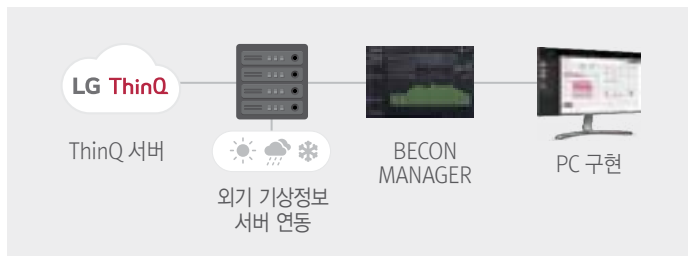 LG ThinQ
ThinQ 서버
외기 기상정보
서버 연동
BECON
MANAGER
PC 구현